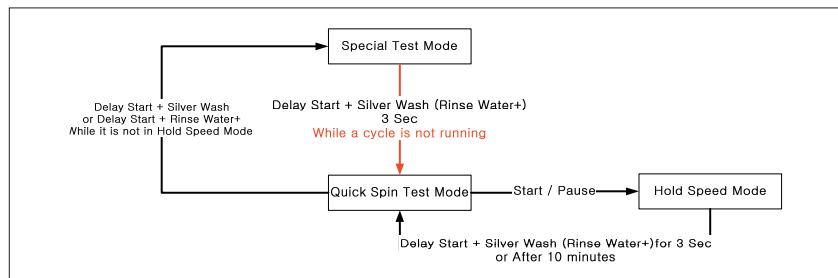 Special Test Mode
Delay Start + Silver Wash
or Delay Start + Rinse Water+
While it is not in Hold Speed Mode
Delay Start + Silver Wash (Rinse Water+)
3 Sec
While a cycle is not running
Quick Spin Test Mode
Start / Pause
Hold Speed Mode
Delay Start + Silver Wash (Rinse Water+)for 3 Sec
or After 10 minutes